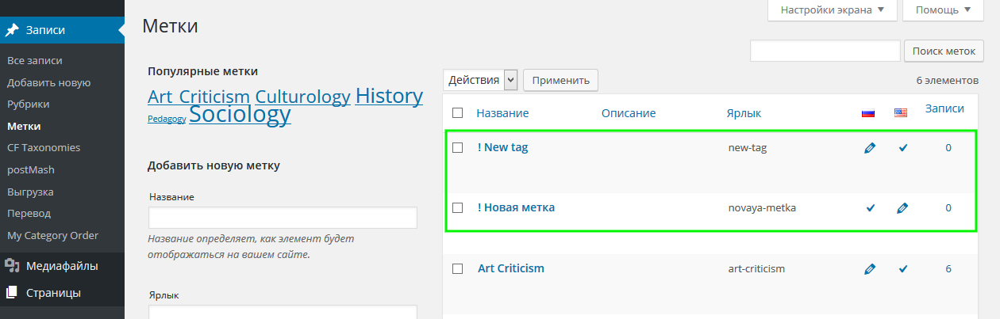 Настройки экрана
Помощь
Записи
Все записи
Добавить новую
Рубрики
Метки
CF Taxonomies
postMash
Выгрузка
Перевод
My Category Order
Медиафайлы
Страницы
Метки
Поиск меток
Популярные метки
Art Criticism Culturology History
Pedagogy Sociology
Добавить новую метку
Название
Название определяет, как элемент будет
отображаться на вашем сайте.
Ярлык
Действия Применить 6 элементов
Название Описание Ярлык Записи
! New tag new-tag 0
! Новая метка novaya-metka 0
Art Criticism art-criticism 6